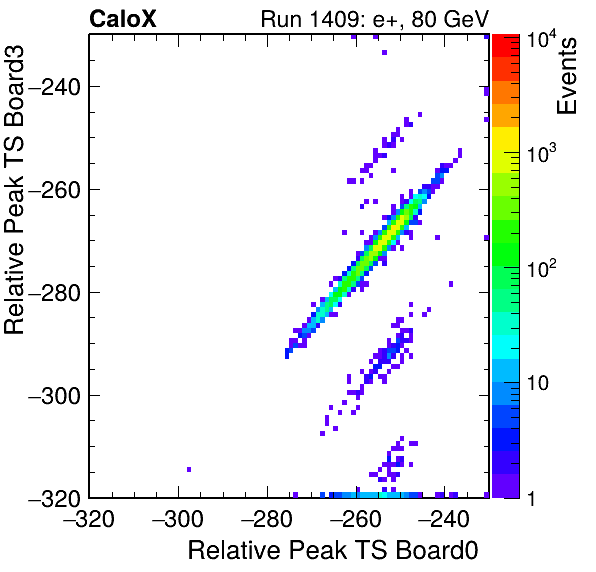 CaloX Run 1409: e+, 80 GeV
Relative Peak TS Board3
−240
−260
−280
−300
−320
−320 −300 −280 −260 −240
Relative Peak TS Board0
Events
10^4
10^3
10^2
10
1